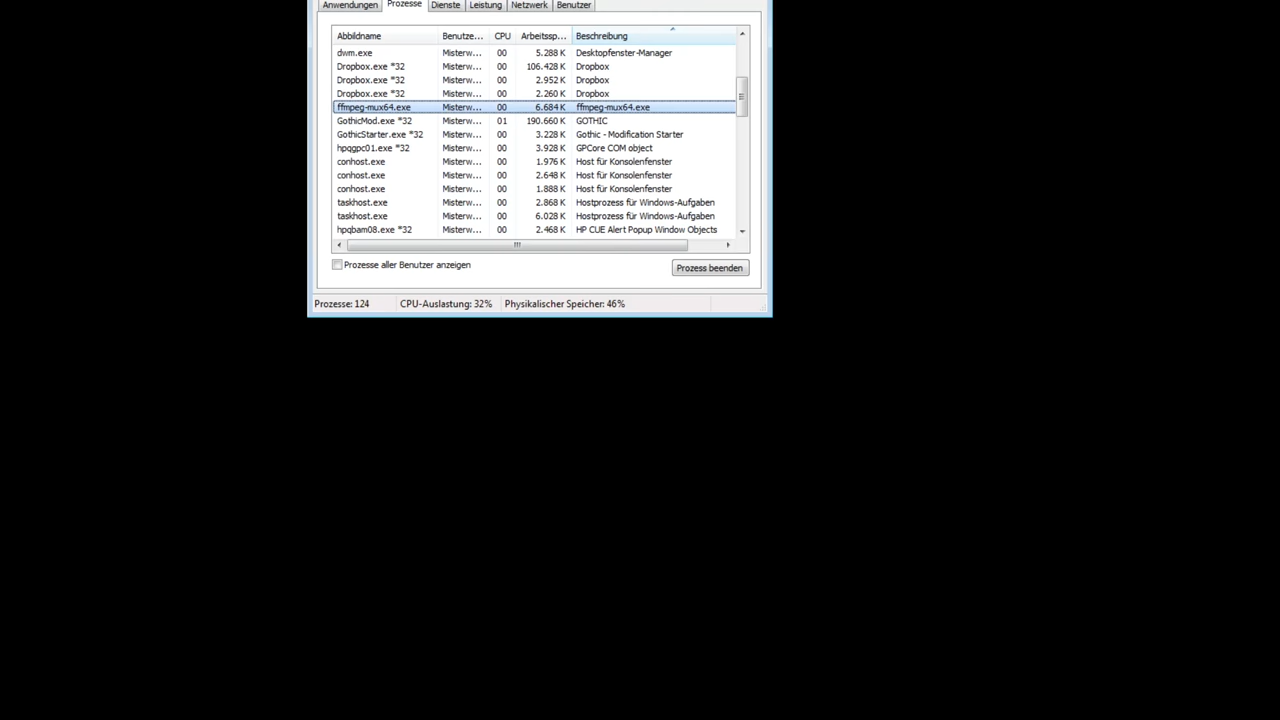 Anwendungen Prozesse Dienste Leistung Netzwerk Benutzer
Abbildname Benutze... CPU Arbeitssp... Beschreibung
dwm.exe Misterw... 00 5.288 K Desktopfenster-Manager
Dropbox.exe *32 Misterw... 00 106.428 K Dropbox
Dropbox.exe *32 Misterw... 00 2.952 K Dropbox
Dropbox.exe *32 Misterw... 00 2.260 K Dropbox
ffmpeg-mux64.exe Misterw... 00 6.684 K ffmpeg-mux64.exe
GothicMod.exe *32 Misterw... 01 190.660 K GOTHIC
GothicStarter.exe *32 Misterw... 00 3.228 K Gothic - Modification Starter
hpqgpc01.exe *32 Misterw... 00 3.928 K GPCore COM object
conhost.exe Misterw... 00 1.976 K Host für Konsolenfenster
conhost.exe Misterw... 00 2.648 K Host für Konsolenfenster
conhost.exe Misterw... 00 1.888 K Host für Konsolenfenster
taskhost.exe Misterw... 00 2.868 K Hostprozess für Windows-Aufgaben
taskhost.exe Misterw... 00 6.028 K Hostprozess für Windows-Aufgaben
hpqbam08.exe *32 Misterw... 00 2.468 K HP CUE Alert Popup Window Objects
Prozesse aller Benutzer anzeigen Prozess beenden
Prozesse: 124 CPU-Auslastung: 32% Physikalischer Speicher: 46%